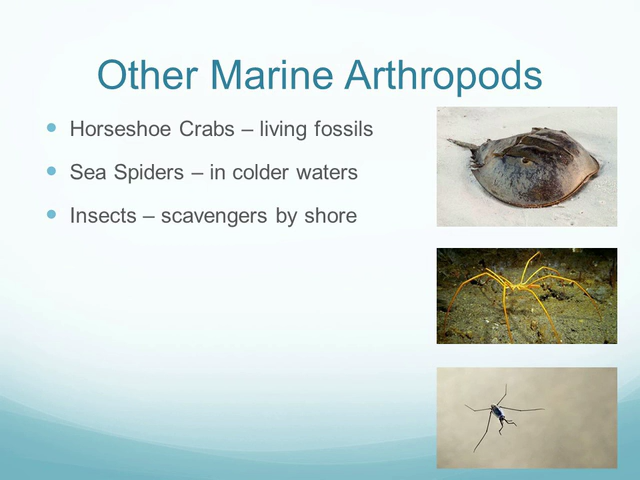 Other Marine Arthropods
Horseshoe Crabs – living fossils
Sea Spiders – in colder waters
Insects – scavengers by shore